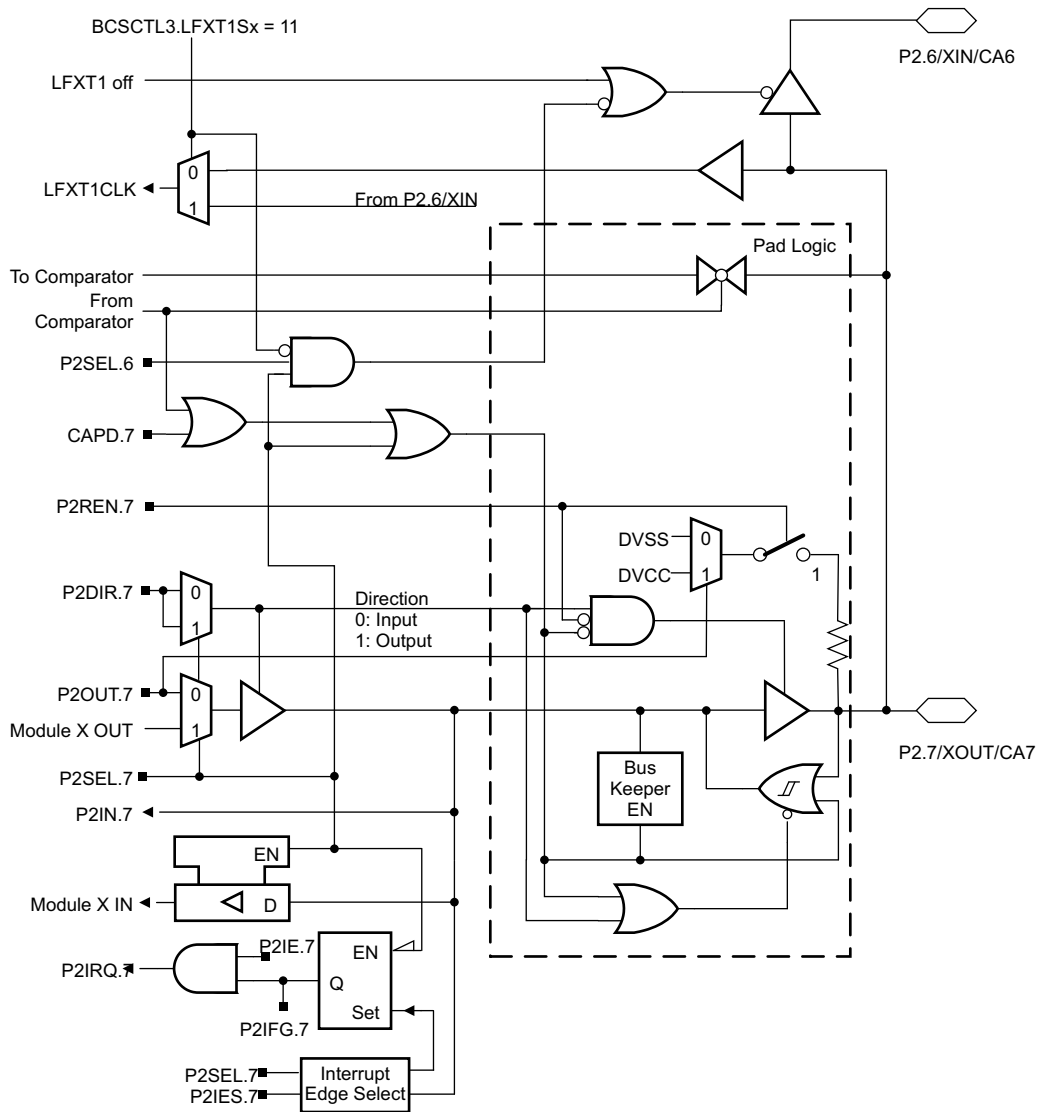 BCSCTL3.LFXT1Sx = 11
P2.6/XIN/CA6
LFXT1 off
0
LFXT1CLK
1
From P2.6/XIN
Pad Logic
To Comparator
From
Comparator
P2SEL.6
CAPD.7
P2REN.7
DVSS
0
DVCC
1
1
P2DIR.7
0
1
Direction
0: Input
1: Output
P2OUT.7
0
Module X OUT
1
P2.7/XOUT/CA7
P2SEL.7
Bus
Keeper
EN
P2IN.7
EN
Module X IN
D
P2IE.7
EN
P2IRQ.7
Q
Set
P2IFG.7
P2SEL.7
P2IES.7
Interrupt
Edge Select